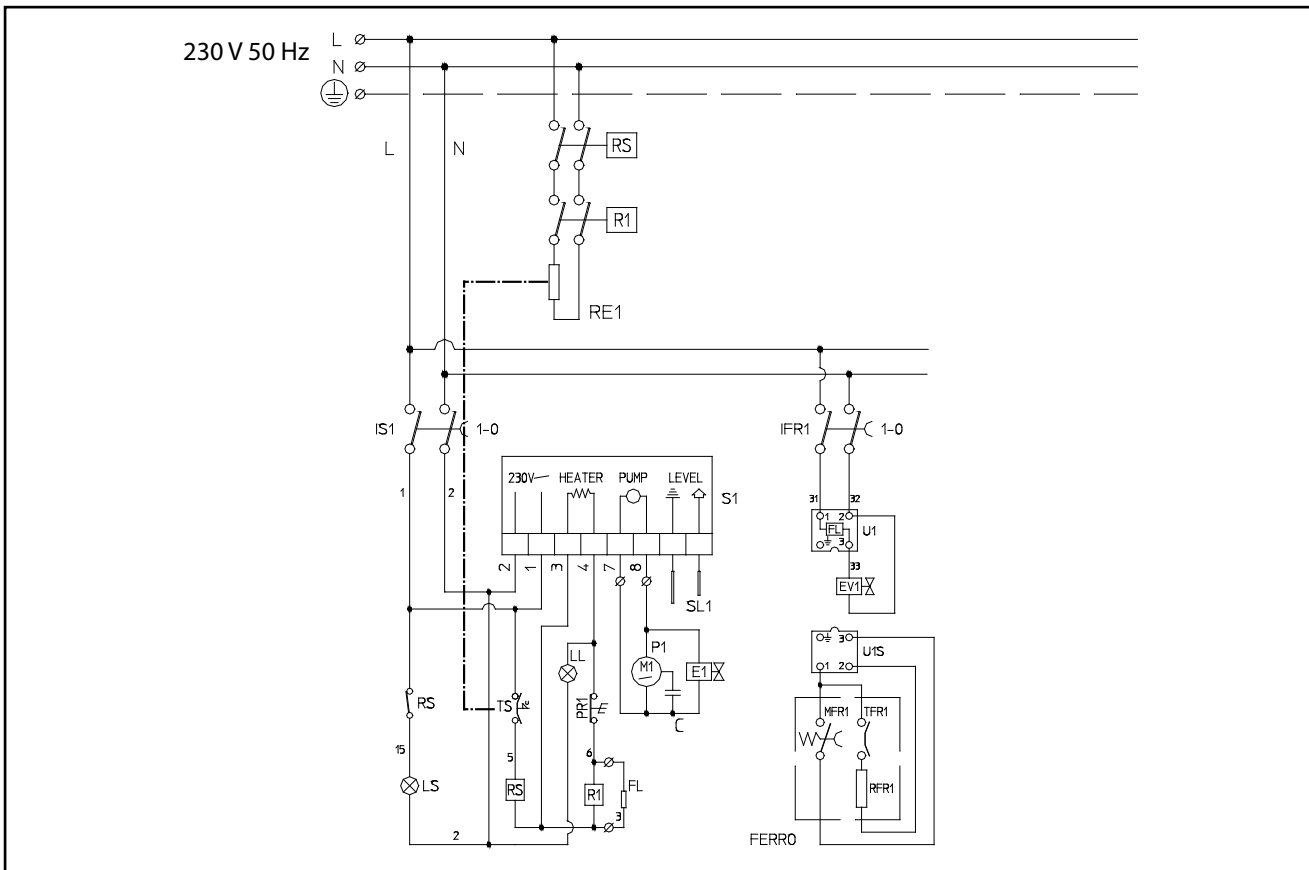 230 V 50 Hz
L
N
L
N
RS
R1
RE1
IS1
1-0
IFR1
1-0
230V
HEATER
PUMP
LEVEL
S1
1
2
31
32
1
2
FL
3
U1
33
EV1
2
1
3
4
7
8
SL1
P1
M1
E1
C
LL
PR1
E
RS
TS
15
5
6
LS
RS
R1
FL
3
2
3
U1S
1
2
MFR1
TFR1
RFR1
FERRO